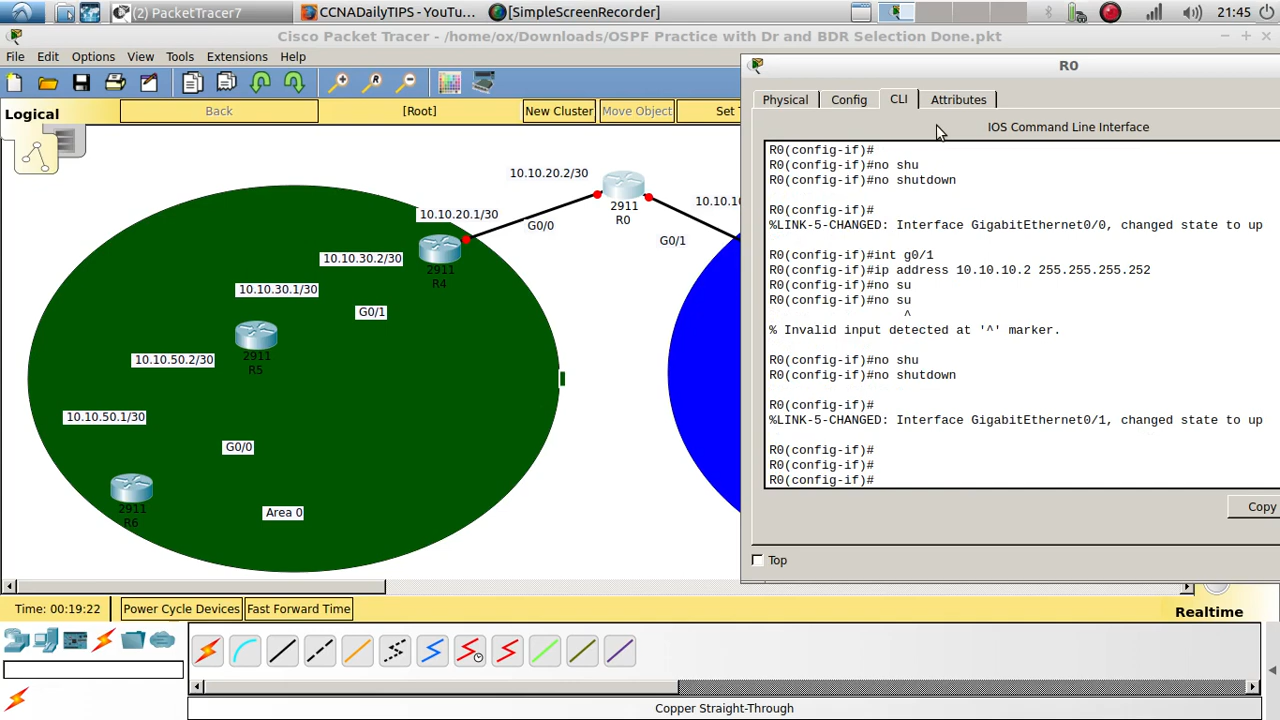 (2) PacketTracer7
CCNADailyTIPS - YouTu...
[SimpleScreenRecorder]
21:45
Cisco Packet Tracer - /home/ox/Downloads/OSPF Practice with Dr and BDR Selection Done.pkt
File Edit Options View Tools Extensions Help
Logical
Back
[Root]
New Cluster
Move Object
Set T
10.10.20.2/30
2911
R0
10.10.10
10.10.20.1/30
G0/0
G0/1
10.10.30.2/30
2911
R4
10.10.30.1/30
G0/1
2911
R5
10.10.50.2/30
10.10.50.1/30
G0/0
2911
R6
Area 0
R0
Physical Config CLI Attributes
IOS Command Line Interface
R0(config-if)#
R0(config-if)#no shu
R0(config-if)#no shutdown
R0(config-if)#
%LINK-5-CHANGED: Interface GigabitEthernet0/0, changed state to up
R0(config-if)#int g0/1
R0(config-if)#ip address 10.10.10.2 255.255.255.252
R0(config-if)#no su
R0(config-if)#no su
^
% Invalid input detected at '^' marker.
R0(config-if)#no shu
R0(config-if)#no shutdown
R0(config-if)#
%LINK-5-CHANGED: Interface GigabitEthernet0/1, changed state to up
R0(config-if)#
R0(config-if)#
R0(config-if)#
Copy
Top
Time: 00:19:22
Power Cycle Devices
Fast Forward Time
Realtime
Copper Straight-Through